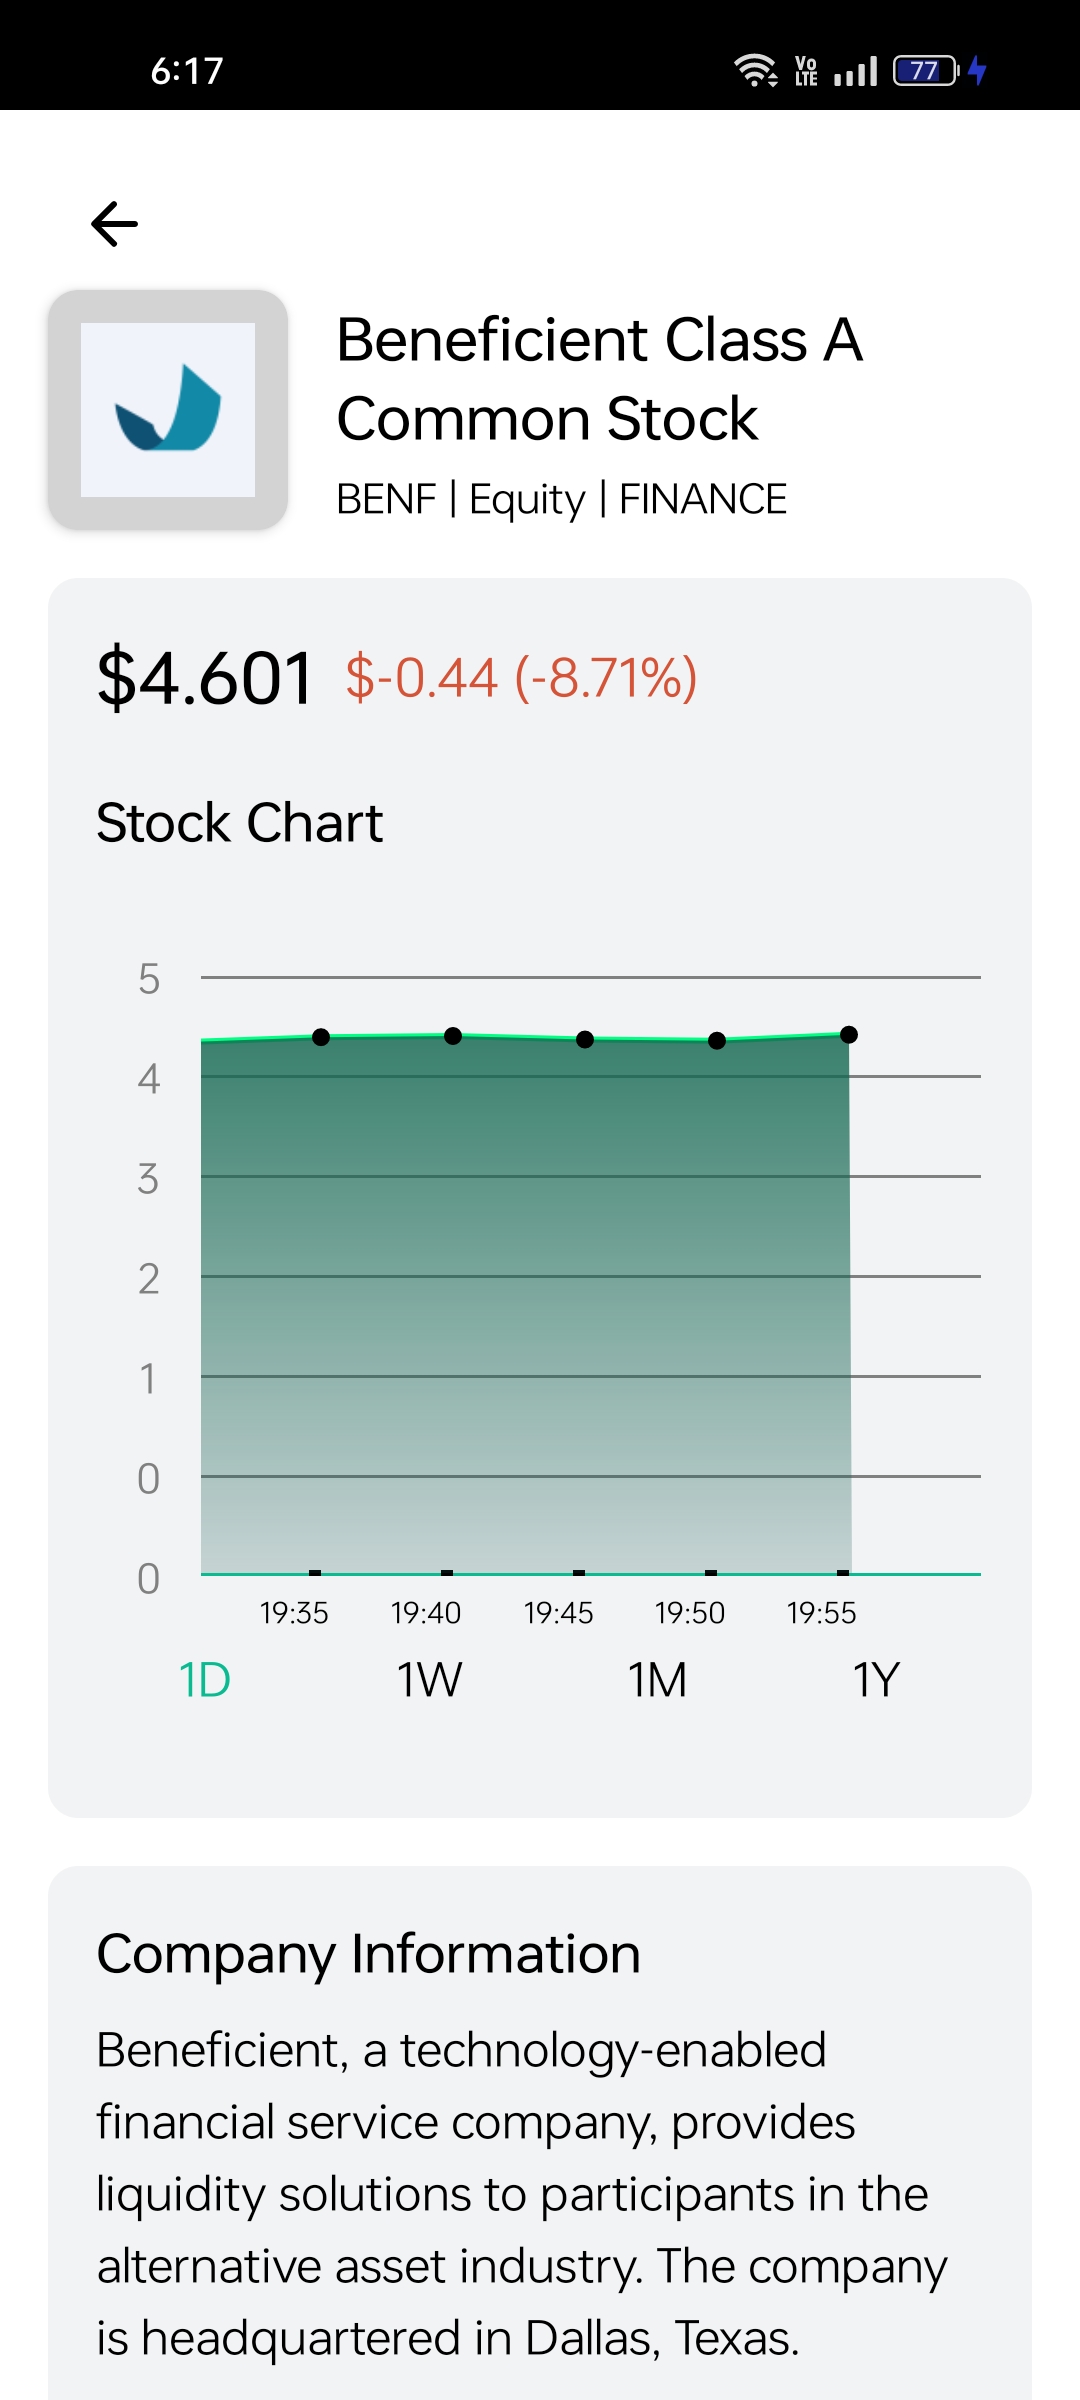 6:17
Vo
LTE
77
Beneficient Class A
Common Stock
BENF | Equity | FINANCE
$4.601 $-0.44 (-8.71%)
Stock Chart
5
4
3
2
1
0
0
19:35 19:40 19:45 19:50 19:55
1D 1W 1M 1Y
Company Information
Beneficient, a technology-enabled
financial service company, provides
liquidity solutions to participants in the
alternative asset industry. The company
is headquartered in Dallas, Texas.